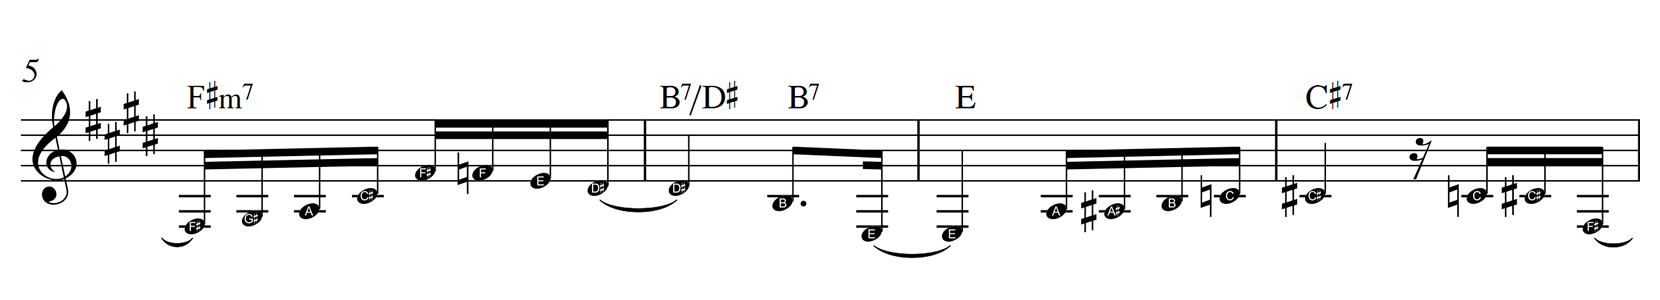 5
F♯m7 B7/D♯ B7 E C♯7
F♯ G♯ A C♯ F♯ F E D♯ D♯ B E E A A♯ B C C♯ C C♯ F♯